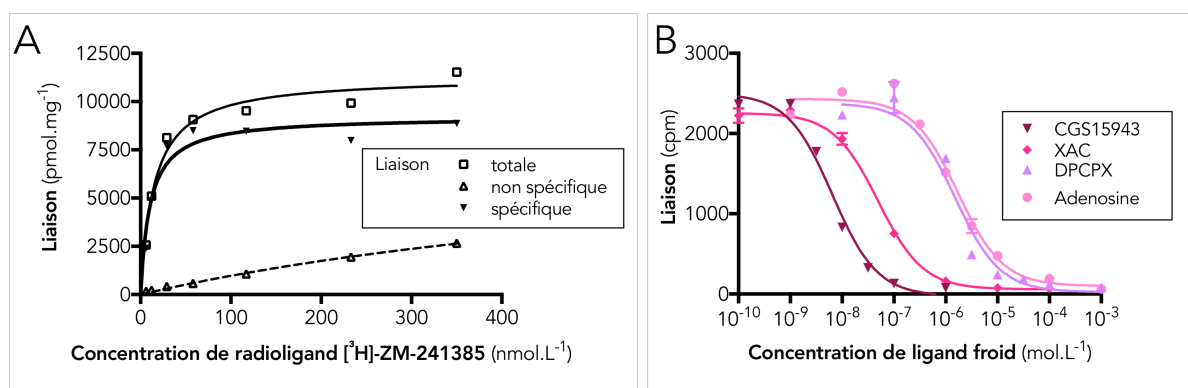 A
12500
10000
7500
5000
2500
0
Liaison (pmol.mg⁻¹)
0 100 200 300 400
Concentration de radioligand [³H]-ZM-241385 (nmol.L⁻¹)
Liaison
totale
non spécifique
spécifique
B
3000
2000
1000
0
Liaison (cpm)
10⁻¹⁰ 10⁻⁹ 10⁻⁸ 10⁻⁷ 10⁻⁶ 10⁻⁵ 10⁻⁴ 10⁻³
Concentration de ligand froid (mol.L⁻¹)
CGS15943
XAC
DPCPX
Adenosine